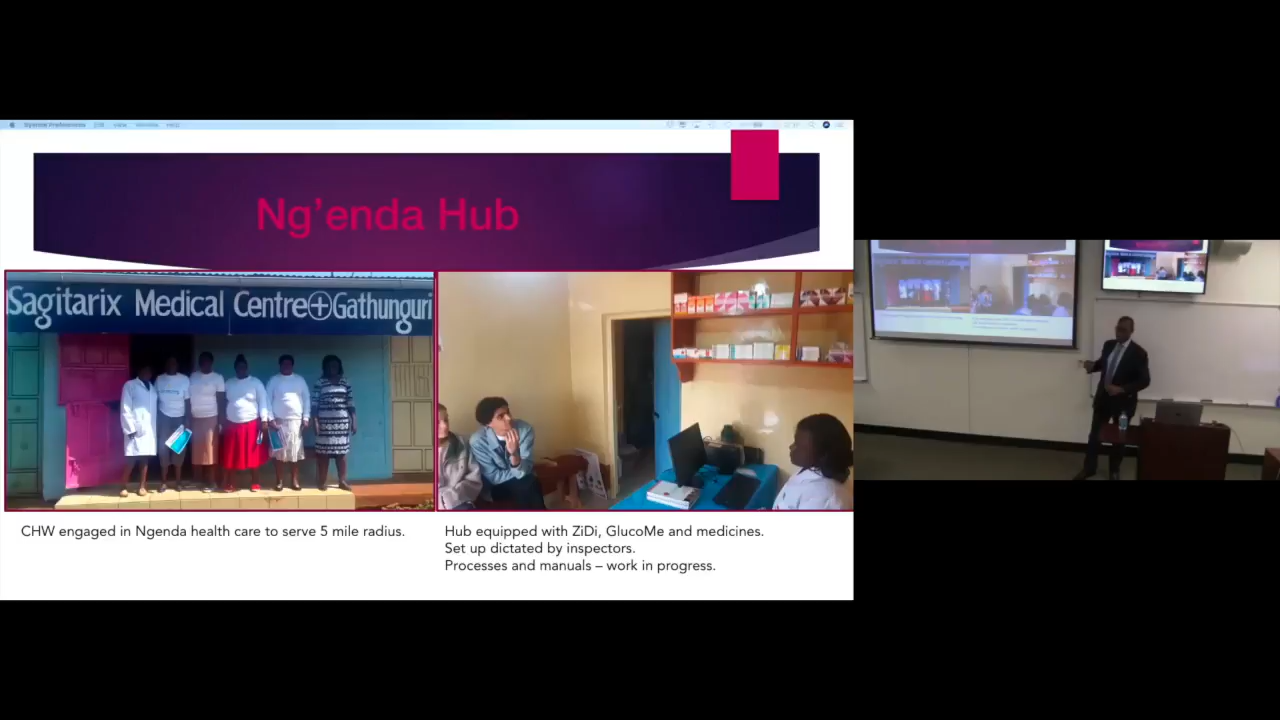 Ng’enda Hub
Sagitarix Medical Centre Gathunguri
CHW engaged in Ngenda health care to serve 5 mile radius.
Hub equipped with ZiDi, GlucoMe and medicines.
Set up dictated by inspectors.
Processes and manuals – work in progress.